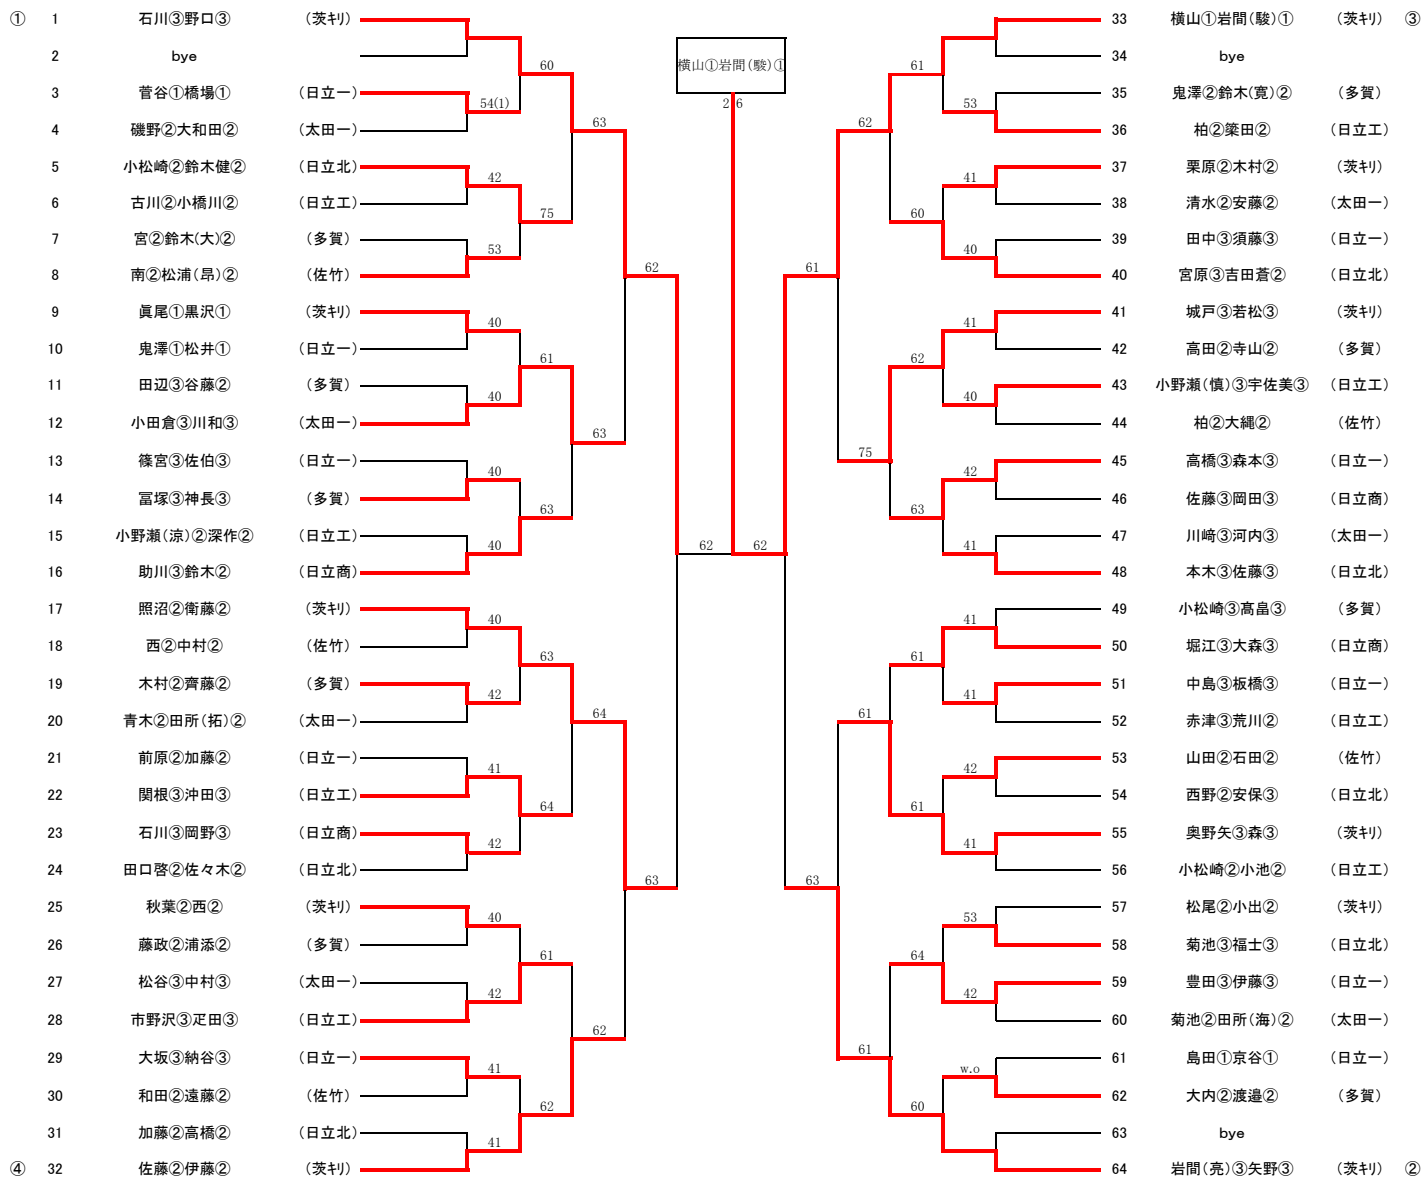 ① 1 石川③野口③ (茨キリ)
2 bye
3 菅谷①橋場① (日立一)
4 磯野②大和田② (太田一)
5 小松崎②鈴木健② (日立北)
6 古川②小橋川② (日立工)
7 宮②鈴木(大)② (多賀)
8 南②松浦(昂)② (佐竹)
9 眞尾①黒沢① (茨キリ)
10 鬼澤①松井① (日立一)
11 田辺③谷藤② (多賀)
12 小田倉③川和③ (太田一)
13 篠宮③佐伯③ (日立一)
14 冨塚③神長③ (多賀)
15 小野瀬(涼)②深作② (日立工)
16 助川③鈴木② (日立商)
17 照沼②衛藤② (茨キリ)
18 西②中村② (佐竹)
19 木村②齊藤② (多賀)
20 青木②田所(拓)② (太田一)
21 前原②加藤② (日立一)
22 関根③沖田③ (日立工)
23 石川③岡野③ (日立商)
24 田口啓②佐々木② (日立北)
25 秋葉②西② (茨キリ)
26 藤政②浦添② (多賀)
27 松谷③中村③ (太田一)
28 市野沢③疋田③ (日立工)
29 大坂③納谷③ (日立一)
30 和田②遠藤② (佐竹)
31 加藤②高橋② (日立北)
④ 32 佐藤②伊藤② (茨キリ)
54(1)
42
53
40
40
40
40
40
42
41
42
40
42
41
41
60
75
61
63
63
64
61
62
63
63
64
62
62
63
62
横山①岩間(駿)①
2 6
62
61
63
62
75
61
61
61
60
62
63
61
61
64
60
53
41
40
41
40
42
41
41
41
42
41
53
42
w.o
33 横山①岩間(駿)① (茨キリ) ③
34 bye
35 鬼澤②鈴木(寛)② (多賀)
36 柏②簗田② (日立工)
37 栗原②木村② (茨キリ)
38 清水②安藤② (太田一)
39 田中③須藤③ (日立一)
40 宮原③吉田蒼② (日立北)
41 城戸③若松③ (茨キリ)
42 高田②寺山② (多賀)
43 小野瀬(慎)③宇佐美③ (日立工)
44 柏②大縄② (佐竹)
45 高橋③森本③ (日立一)
46 佐藤③岡田③ (日立商)
47 川﨑③河内③ (太田一)
48 本木③佐藤③ (日立北)
49 小松崎③髙畠③ (多賀)
50 堀江③大森③ (日立商)
51 中島③板橋③ (日立一)
52 赤津③荒川② (日立工)
53 山田②石田② (佐竹)
54 西野②安保③ (日立北)
55 奥野矢③森③ (茨キリ)
56 小松崎②小池② (日立工)
57 松尾②小出② (茨キリ)
58 菊池③福士③ (日立北)
59 豊田③伊藤③ (日立一)
60 菊池②田所(海)② (太田一)
61 島田①京谷① (日立一)
62 大内②渡邉② (多賀)
63 bye
64 岩間(亮)③矢野③ (茨キリ) ②